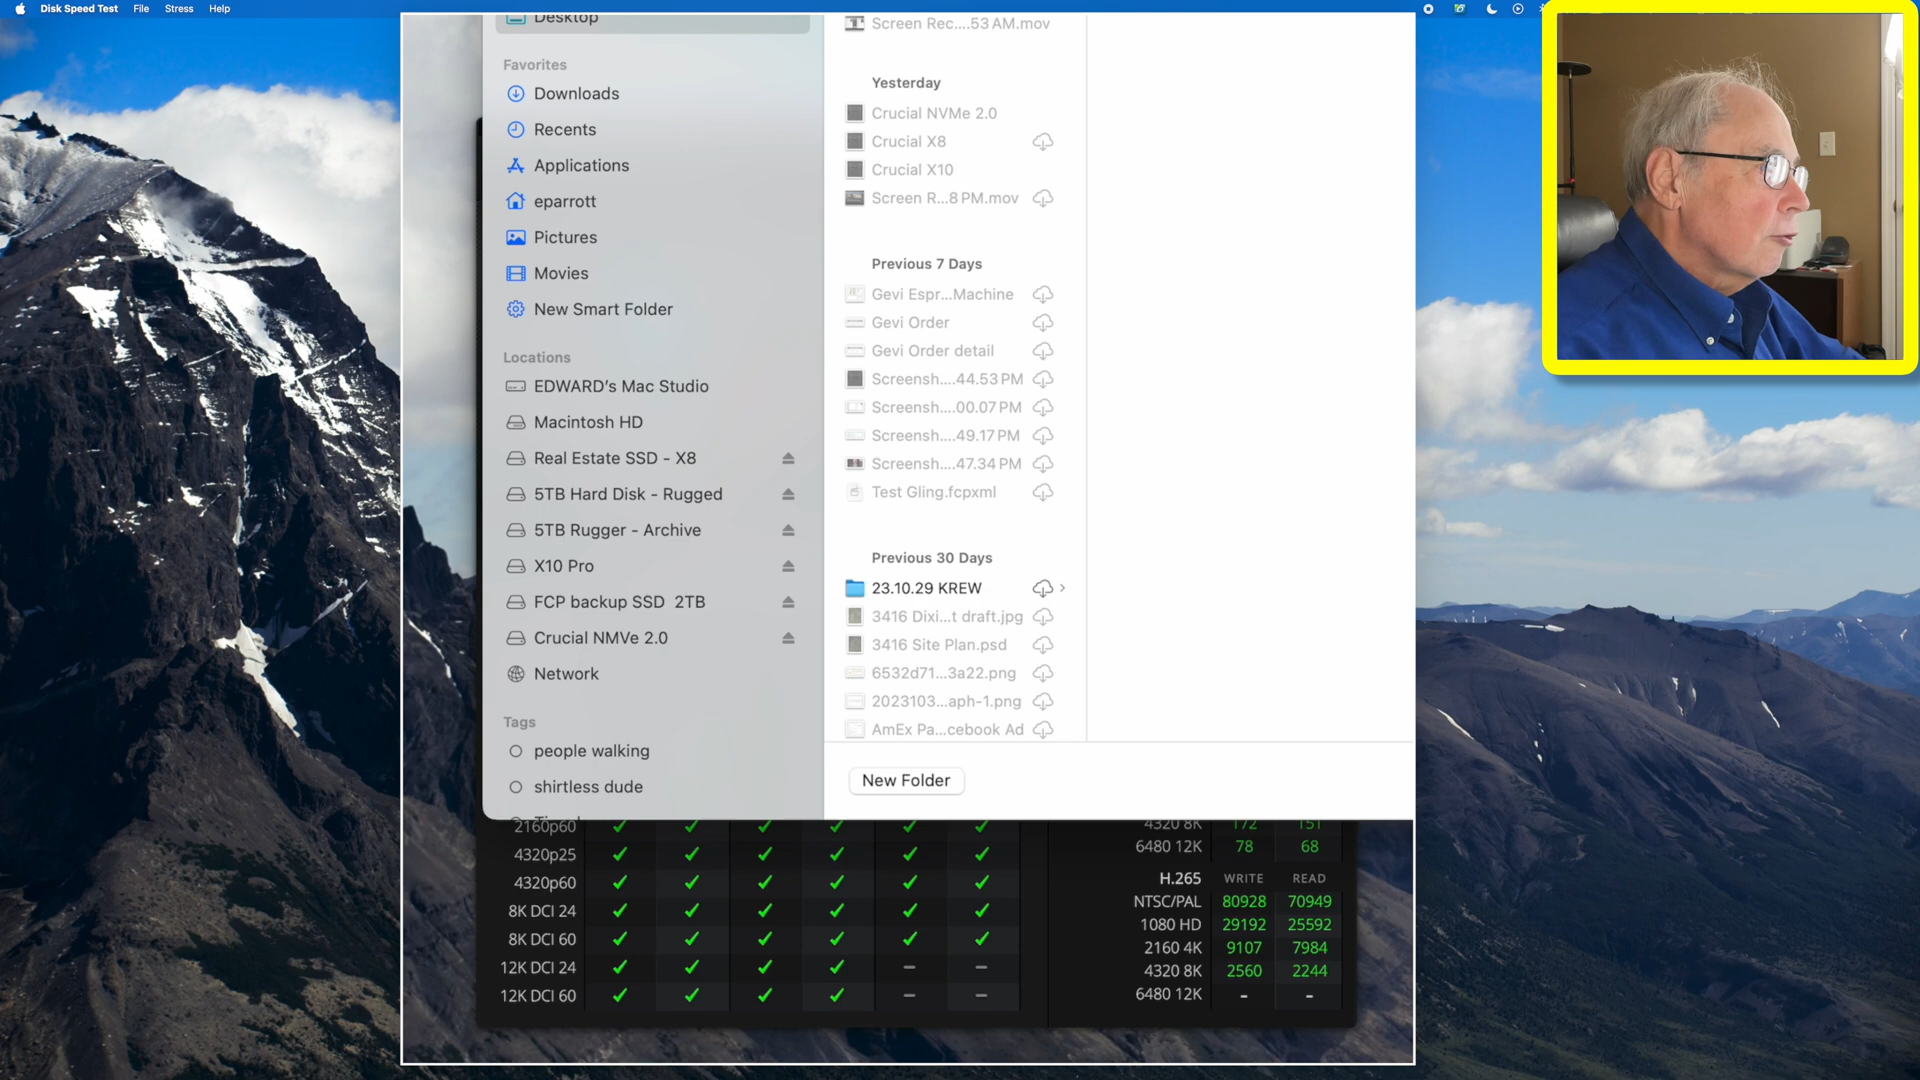 Disk Speed Test File Stress Help
Desktop
Favorites
Downloads
Recents
Applications
eparrott
Pictures
Movies
New Smart Folder
Locations
EDWARD's Mac Studio
Macintosh HD
Real Estate SSD - X8
5TB Hard Disk - Rugged
5TB Rugger - Archive
X10 Pro
FCP backup SSD 2TB
Crucial NMVe 2.0
Network
Tags
people walking
shirtless dude
Screen Rec....53 AM.mov
Yesterday
Crucial NVMe 2.0
Crucial X8
Crucial X10
Screen R...8 PM.mov
Previous 7 Days
Gevi Espr...Machine
Gevi Order
Gevi Order detail
Screensh....44.53 PM
Screensh....00.07 PM
Screensh....49.17 PM
Screensh....47.34 PM
Test Gling.fcpxml
Previous 30 Days
23.10.29 KREW
3416 Dixi...t draft.jpg
3416 Site Plan.psd
6532d71...3a22.png
2023103...aph-1.png
AmEx Pa...cebook Ad
New Folder
2160p60
4320p25
4320p60
8K DCI 24
8K DCI 60
12K DCI 24
12K DCI 60
4320 8K 172 151
6480 12K 78 68
H.265 WRITE READ
NTSC/PAL 80928 70949
1080 HD 29192 25592
2160 4K 9107 7984
4320 8K 2560 2244
6480 12K - -